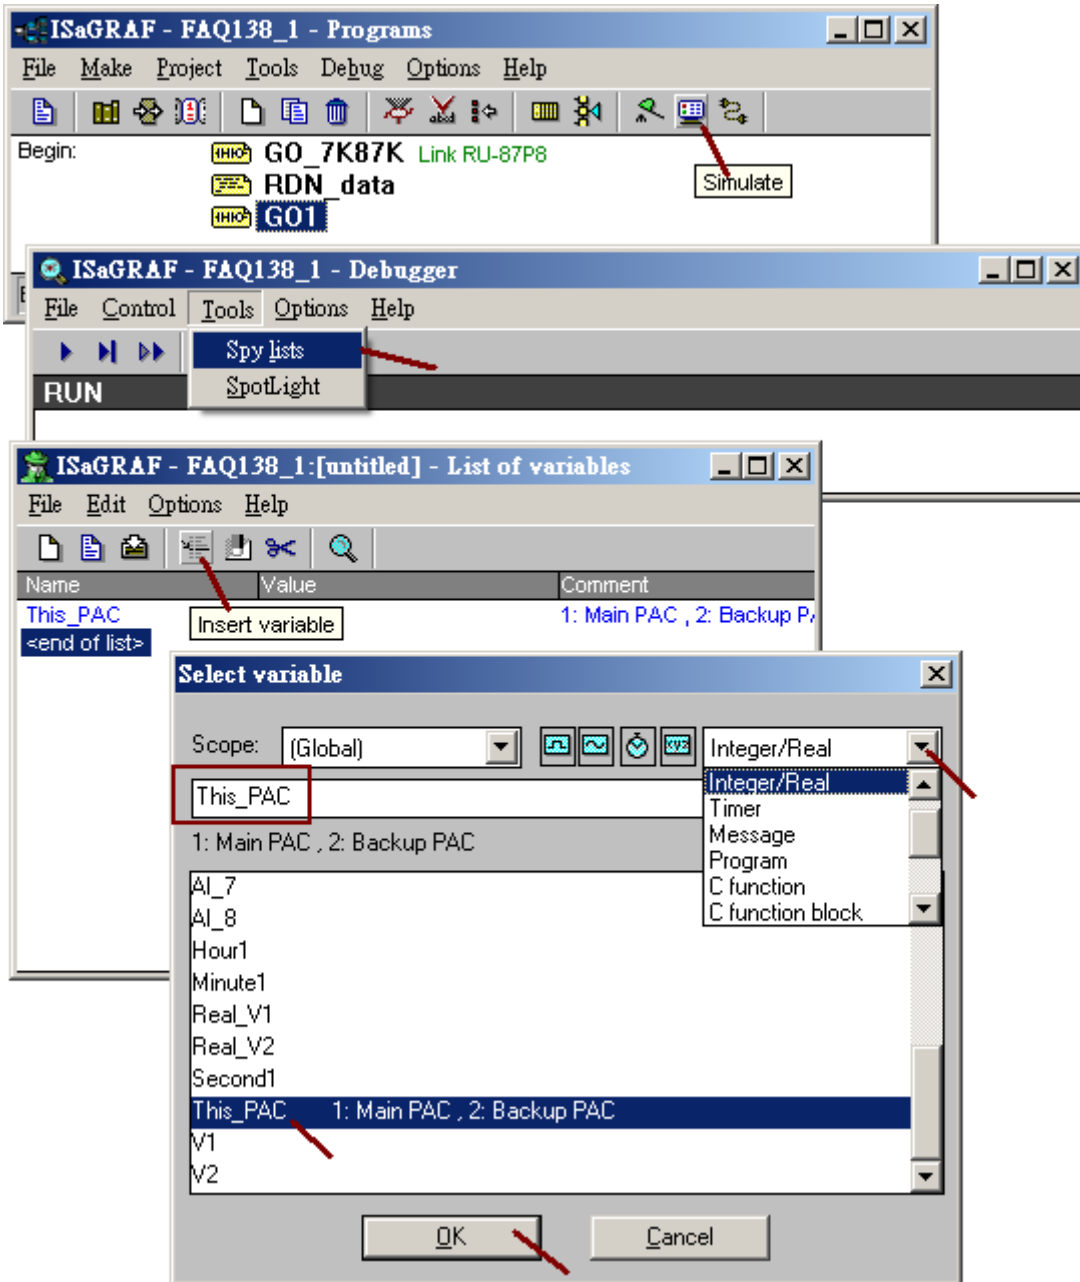 ISaGRAF - FAQ138_1 - Programs
File Make Project Tools Debug Options Help
Begin:
GO_7K87K Link RU-87P8
RDN_data
GO1
Simulate
ISaGRAF - FAQ138_1 - Debugger
File Control Tools Options Help
Spy lists
SpotLight
RUN
ISaGRAF - FAQ138_1:[untitled] - List of variables
File Edit Options Help
Name Value Comment
This_PAC 1: Main PAC , 2: Backup P
<end of list>
Insert variable
Select variable
Scope: (Global) Integer/Real
This_PAC
1: Main PAC , 2: Backup PAC
Integer/Real
Timer
Message
Program
C function
C function block
AI_7
AI_8
Hour1
Minute1
Real_V1
Real_V2
Second1
This_PAC 1: Main PAC , 2: Backup PAC
V1
V2
OK Cancel